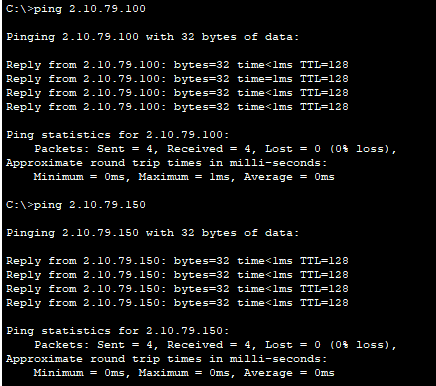 C:\>ping 2.10.79.100
Pinging 2.10.79.100 with 32 bytes of data:
Reply from 2.10.79.100: bytes=32 time<1ms TTL=128
Reply from 2.10.79.100: bytes=32 time=1ms TTL=128
Reply from 2.10.79.100: bytes=32 time<1ms TTL=128
Reply from 2.10.79.100: bytes=32 time<1ms TTL=128
Ping statistics for 2.10.79.100:
Packets: Sent = 4, Received = 4, Lost = 0 (0% loss),
Approximate round trip times in milli-seconds:
Minimum = 0ms, Maximum = 1ms, Average = 0ms
C:\>ping 2.10.79.150
Pinging 2.10.79.150 with 32 bytes of data:
Reply from 2.10.79.150: bytes=32 time<1ms TTL=128
Reply from 2.10.79.150: bytes=32 time<1ms TTL=128
Reply from 2.10.79.150: bytes=32 time<1ms TTL=128
Reply from 2.10.79.150: bytes=32 time<1ms TTL=128
Ping statistics for 2.10.79.150:
Packets: Sent = 4, Received = 4, Lost = 0 (0% loss),
Approximate round trip times in milli-seconds:
Minimum = 0ms, Maximum = 0ms, Average = 0ms